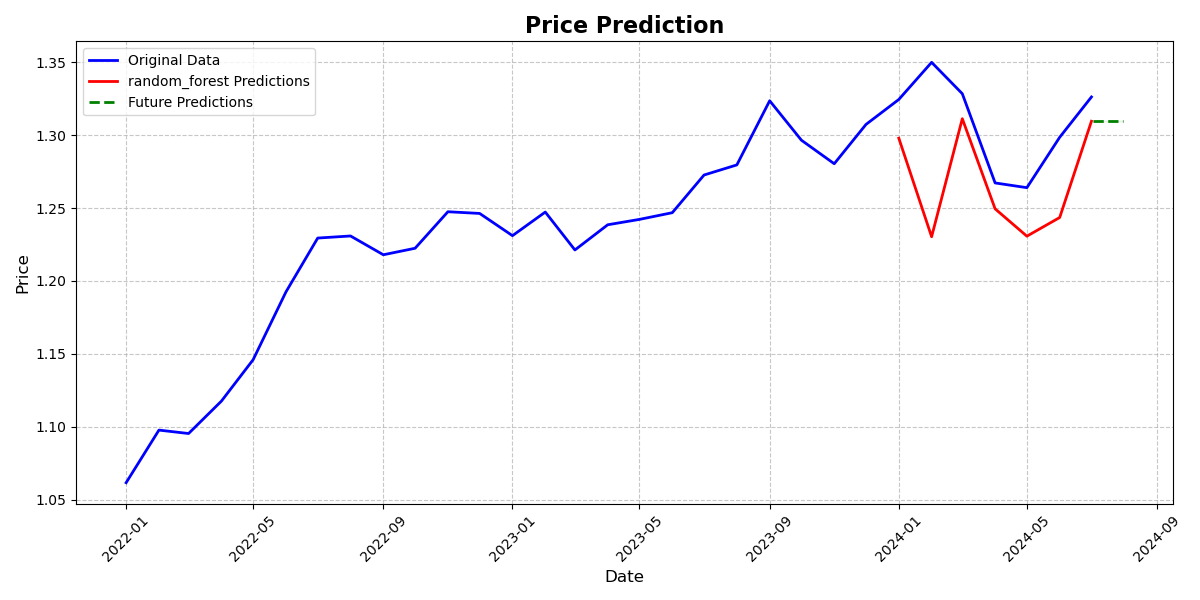 Price Prediction
Original Data
random_forest Predictions
Future Predictions
Price
1.35
1.30
1.25
1.20
1.15
1.10
1.05
2022-01
2022-05
2022-09
2023-01
2023-05
2023-09
2024-01
2024-05
2024-09
Date